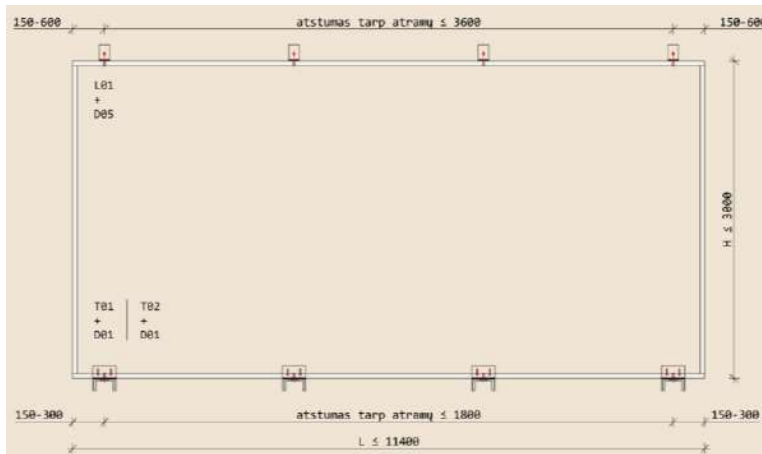 150-600 atstumas tarp atramų ≤ 3600 150-600
L01
+
D05
H ≤ 3000
T01 | T02
+ | +
D01 | D01
150-300 atstumas tarp atramų ≤ 1800 150-300
L ≤ 11400